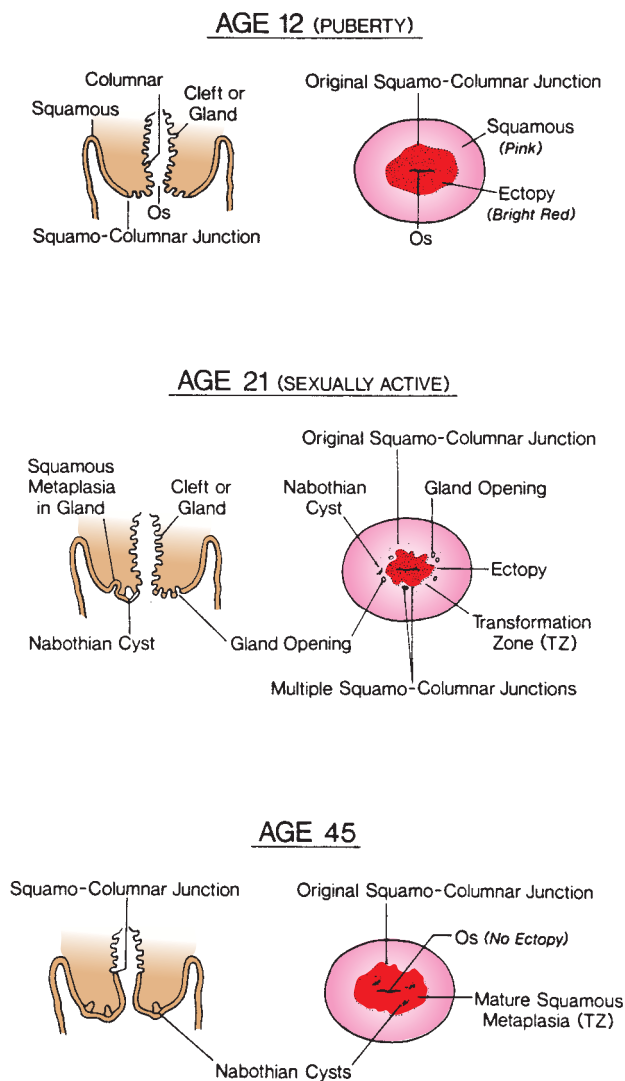 AGE 12 (PUBERTY)
Columnar
Cleft or
Gland
Squamous
Os
Squamo-Columnar Junction
Original Squamo-Columnar Junction
Squamous
(Pink)
Ectopy
(Bright Red)
Os
AGE 21 (SEXUALLY ACTIVE)
Squamous
Metaplasia
in Gland
Cleft or
Gland
Nabothian Cyst
Original Squamo-Columnar Junction
Nabothian
Cyst
Gland Opening
Ectopy
Gland Opening
Transformation
Zone (TZ)
Multiple Squamo-Columnar Junctions
AGE 45
Squamo-Columnar Junction
Original Squamo-Columnar Junction
Os (No Ectopy)
Mature Squamous
Metaplasia (TZ)
Nabothian Cysts